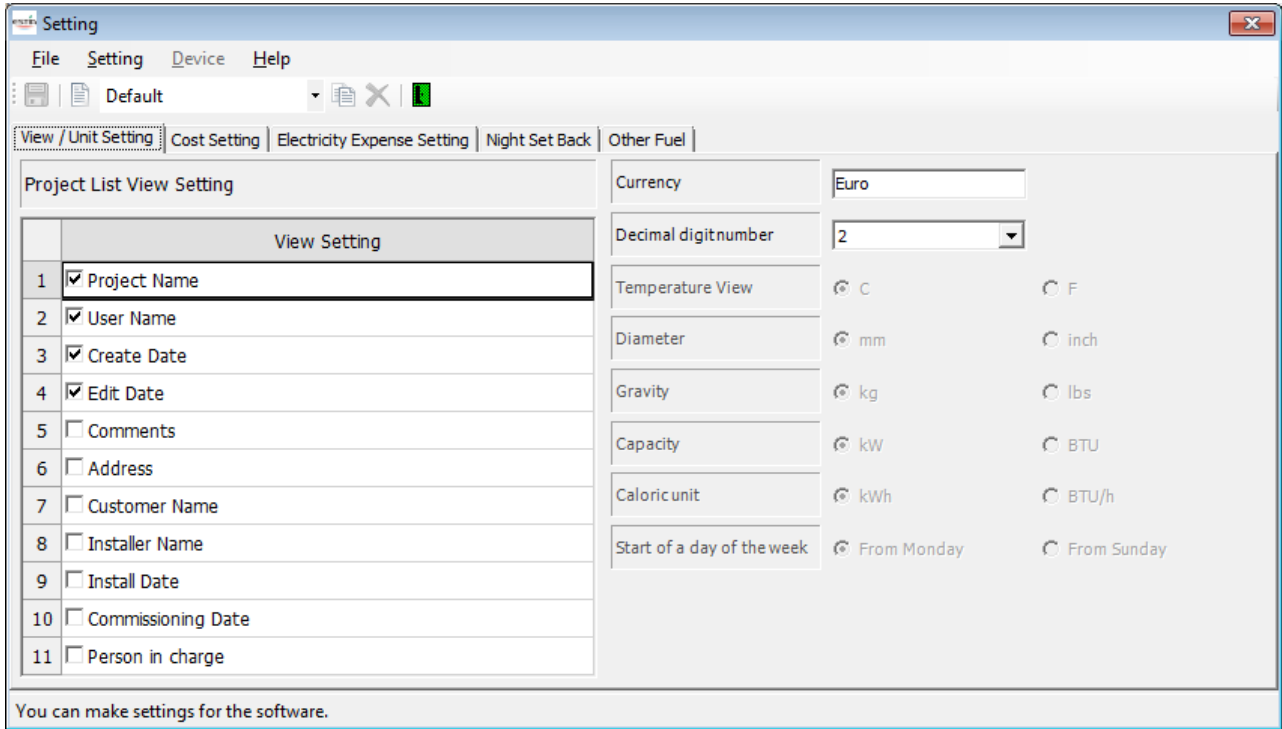 Setting
File Setting Device Help
Default
View / Unit Setting Cost Setting Electricity Expense Setting Night Set Back Other Fuel
Project List View Setting
View Setting
1 Project Name
2 User Name
3 Create Date
4 Edit Date
5 Comments
6 Address
7 Customer Name
8 Installer Name
9 Install Date
10 Commissioning Date
11 Person in charge
Currency Euro
Decimal digit number 2
Temperature View C F
Diameter mm inch
Gravity kg lbs
Capacity kW BTU
Caloric unit kWh BTU/h
Start of a day of the week From Monday From Sunday
You can make settings for the software.